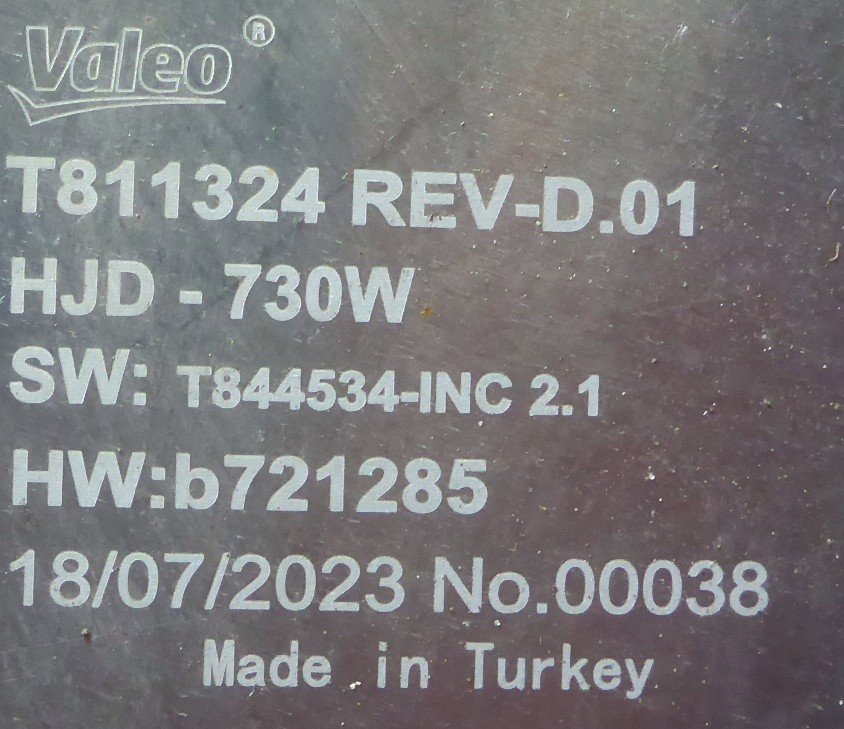 Valeo®
T811324 REV-D.01
HJD - 730W
SW: T844534-INC 2.1
HW:b721285
18/07/2023 No.00038
Made in Turkey